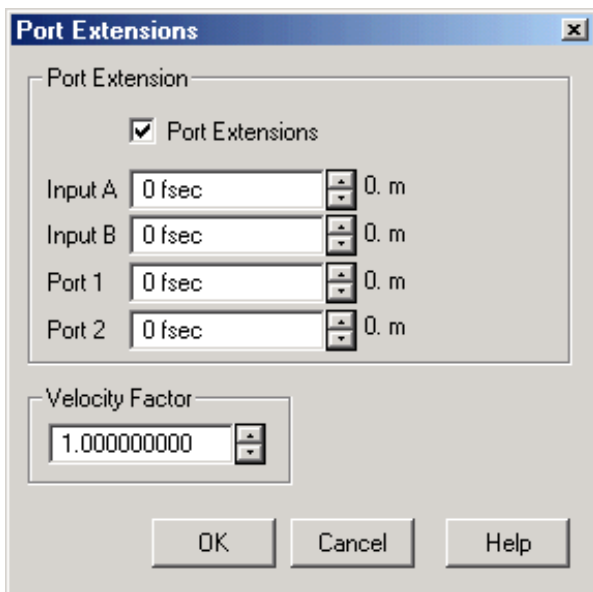 Port Extensions
Port Extension
Port Extensions
Input A 0 fsec 0. m
Input B 0 fsec 0. m
Port 1 0 fsec 0. m
Port 2 0 fsec 0. m
Velocity Factor
1.000000000
OK Cancel Help